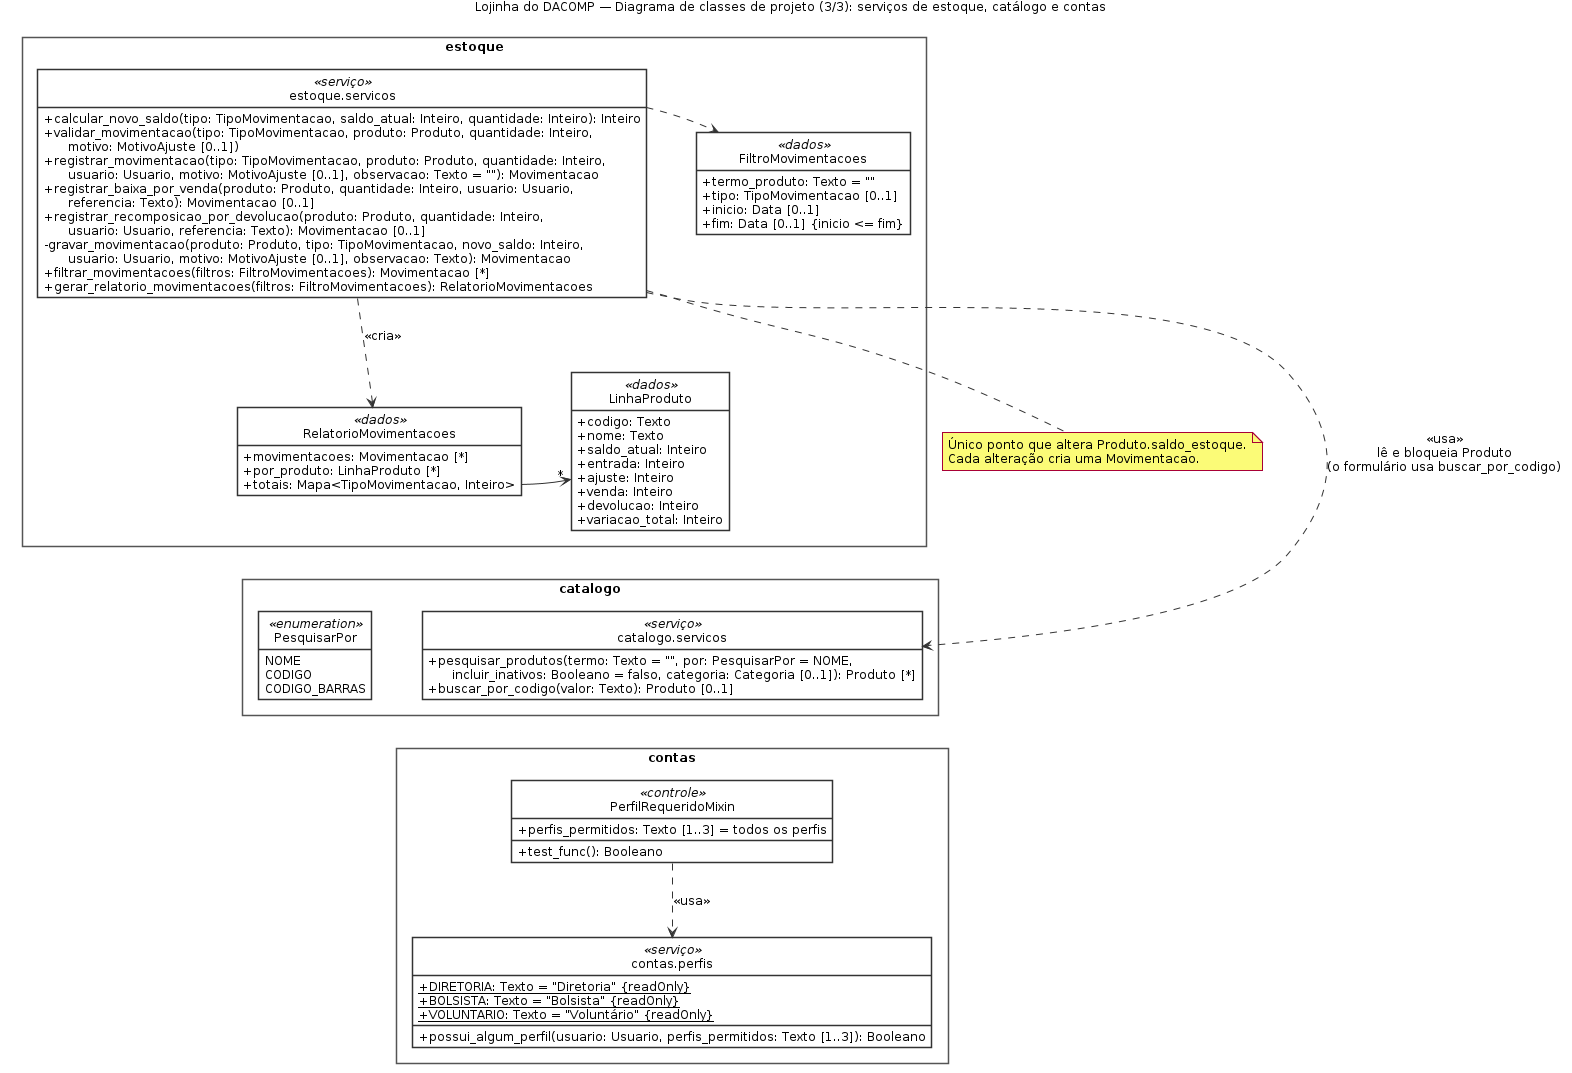 Lojinha do DACOMP — Diagrama de classes de projeto (3/3): serviços de estoque, catálogo e contas
estoque
«serviço»
estoque.servicos
+calcular_novo_saldo(tipo: TipoMovimentacao, saldo_atual: Inteiro, quantidade: Inteiro): Inteiro
+validar_movimentacao(tipo: TipoMovimentacao, produto: Produto, quantidade: Inteiro,
motivo: MotivoAjuste [0..1])
+registrar_movimentacao(tipo: TipoMovimentacao, produto: Produto, quantidade: Inteiro,
usuario: Usuario, motivo: MotivoAjuste [0..1], observacao: Texto = ""): Movimentacao
+registrar_baixa_por_venda(produto: Produto, quantidade: Inteiro, usuario: Usuario,
referencia: Texto): Movimentacao [0..1]
+registrar_recomposicao_por_devolucao(produto: Produto, quantidade: Inteiro,
usuario: Usuario, referencia: Texto): Movimentacao [0..1]
-gravar_movimentacao(produto: Produto, tipo: TipoMovimentacao, novo_saldo: Inteiro,
usuario: Usuario, motivo: MotivoAjuste [0..1], observacao: Texto): Movimentacao
+filtrar_movimentacoes(filtros: FiltroMovimentacoes): Movimentacao [*]
+gerar_relatorio_movimentacoes(filtros: FiltroMovimentacoes): RelatorioMovimentacoes
«dados»
FiltroMovimentacoes
+termo_produto: Texto = ""
+tipo: TipoMovimentacao [0..1]
+inicio: Data [0..1]
+fim: Data [0..1] {inicio <= fim}
«cria»
«dados»
RelatorioMovimentacoes
+movimentacoes: Movimentacao [*]
+por_produto: LinhaProduto [*]
+totais: Mapa<TipoMovimentacao, Inteiro>
*
«dados»
LinhaProduto
+codigo: Texto
+nome: Texto
+saldo_atual: Inteiro
+entrada: Inteiro
+ajuste: Inteiro
+venda: Inteiro
+devolucao: Inteiro
+variacao_total: Inteiro
Único ponto que altera Produto.saldo_estoque.
Cada alteração cria uma Movimentacao.
«usa»
lê e bloqueia Produto
(o formulário usa buscar_por_codigo)
catalogo
«enumeration»
PesquisarPor
NOME
CODIGO
CODIGO_BARRAS
«serviço»
catalogo.servicos
+pesquisar_produtos(termo: Texto = "", por: PesquisarPor = NOME,
incluir_inativos: Booleano = falso, categoria: Categoria [0..1]): Produto [*]
+buscar_por_codigo(valor: Texto): Produto [0..1]
contas
«controle»
PerfilRequeridoMixin
+perfis_permitidos: Texto [1..3] = todos os perfis
+test_func(): Booleano
«usa»
«serviço»
contas.perfis
+DIRETORIA: Texto = "Diretoria" {readOnly}
+BOLSISTA: Texto = "Bolsista" {readOnly}
+VOLUNTARIO: Texto = "Voluntário" {readOnly}
+possui_algum_perfil(usuario: Usuario, perfis_permitidos: Texto [1..3]): Booleano